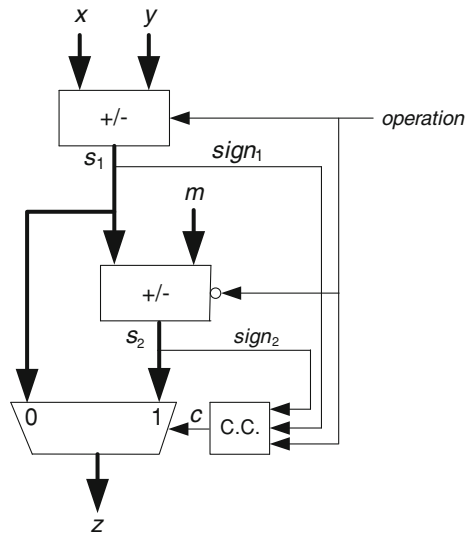 x y
+/-
operation
s₁ sign₁
m
+/-
s₂ sign₂
0 1 c C.C.
z